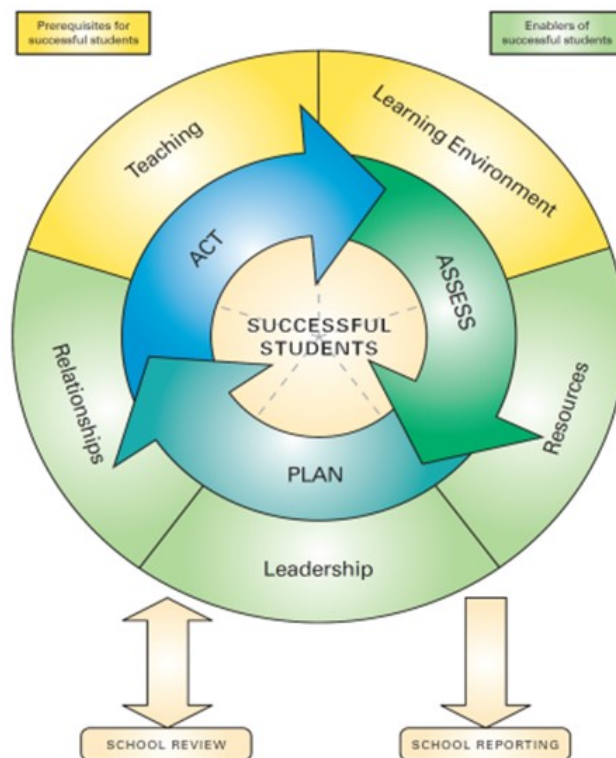 Prerequisites for
successful students
Enablers of
successful students
Teaching
Learning Environment
ACT
ASSESS
SUCCESSFUL
STUDENTS
Relationships
Resources
PLAN
Leadership
SCHOOL REVIEW
SCHOOL REPORTING